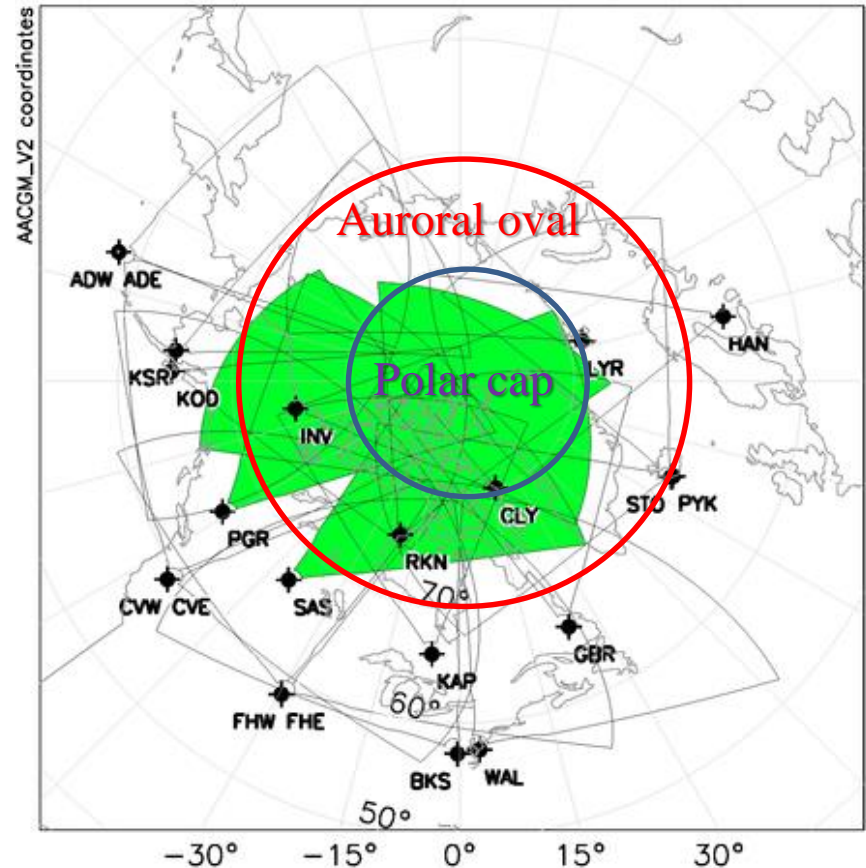 AACGM_V2 coordinates
Auroral oval
ADW ADE
HAN
LYR
KSR
KOD
Polar cap
INV
STO PYK
CLY
PGR
RKN
CVW CVE
SAS
70°
GBR
KAP
60°
FHW FHE
BKS
WAL
50°
-30° -15° 0° 15° 30°